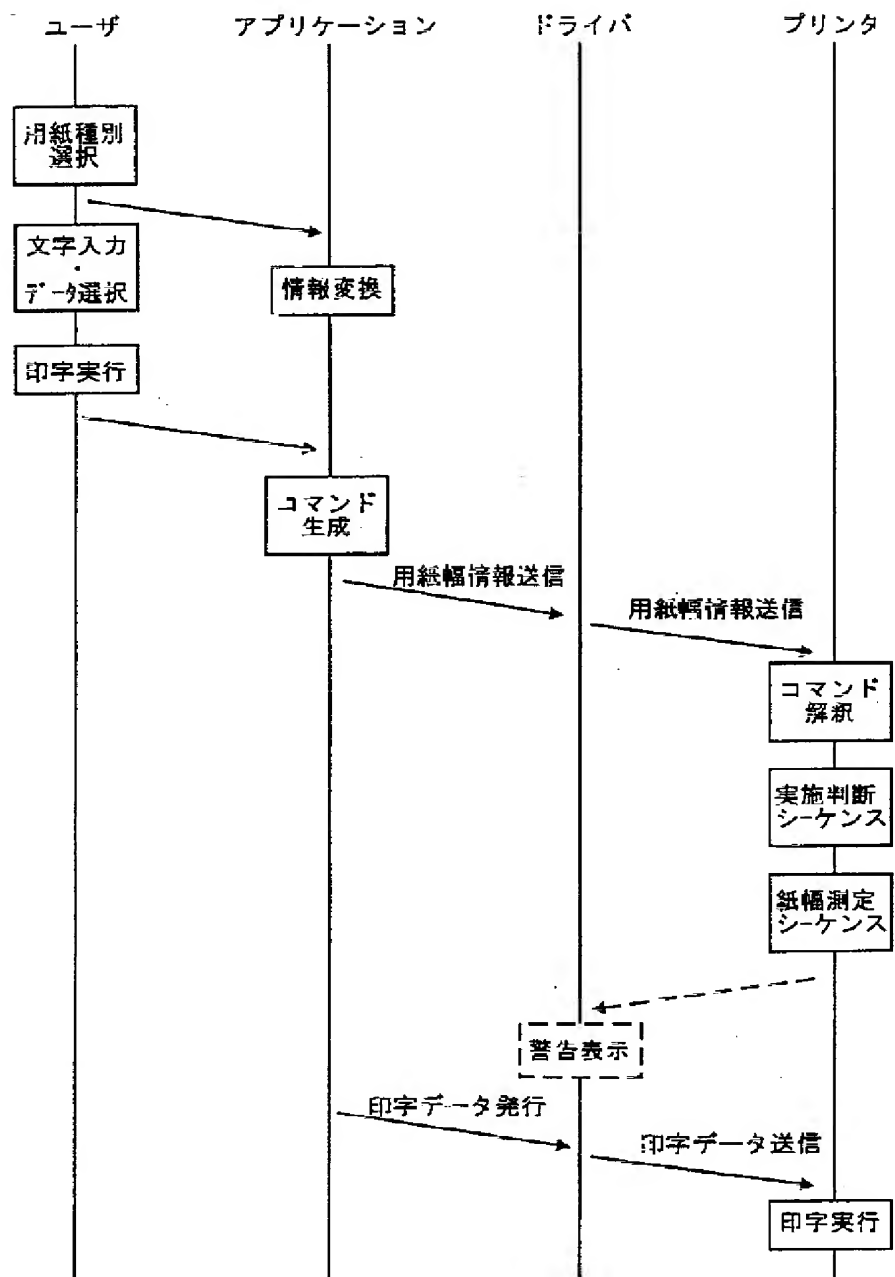 ユーザ
アプリケーション
ドライバ
プリンタ
用紙種別
選択
文字入力
・
データ選択
情報変換
印字実行
コマンド
生成
用紙幅情報送信
用紙幅情報送信
コマンド
解釈
実施判断
シーケンス
紙幅測定
シーケンス
警告表示
印字データ発行
印字データ送信
印字実行